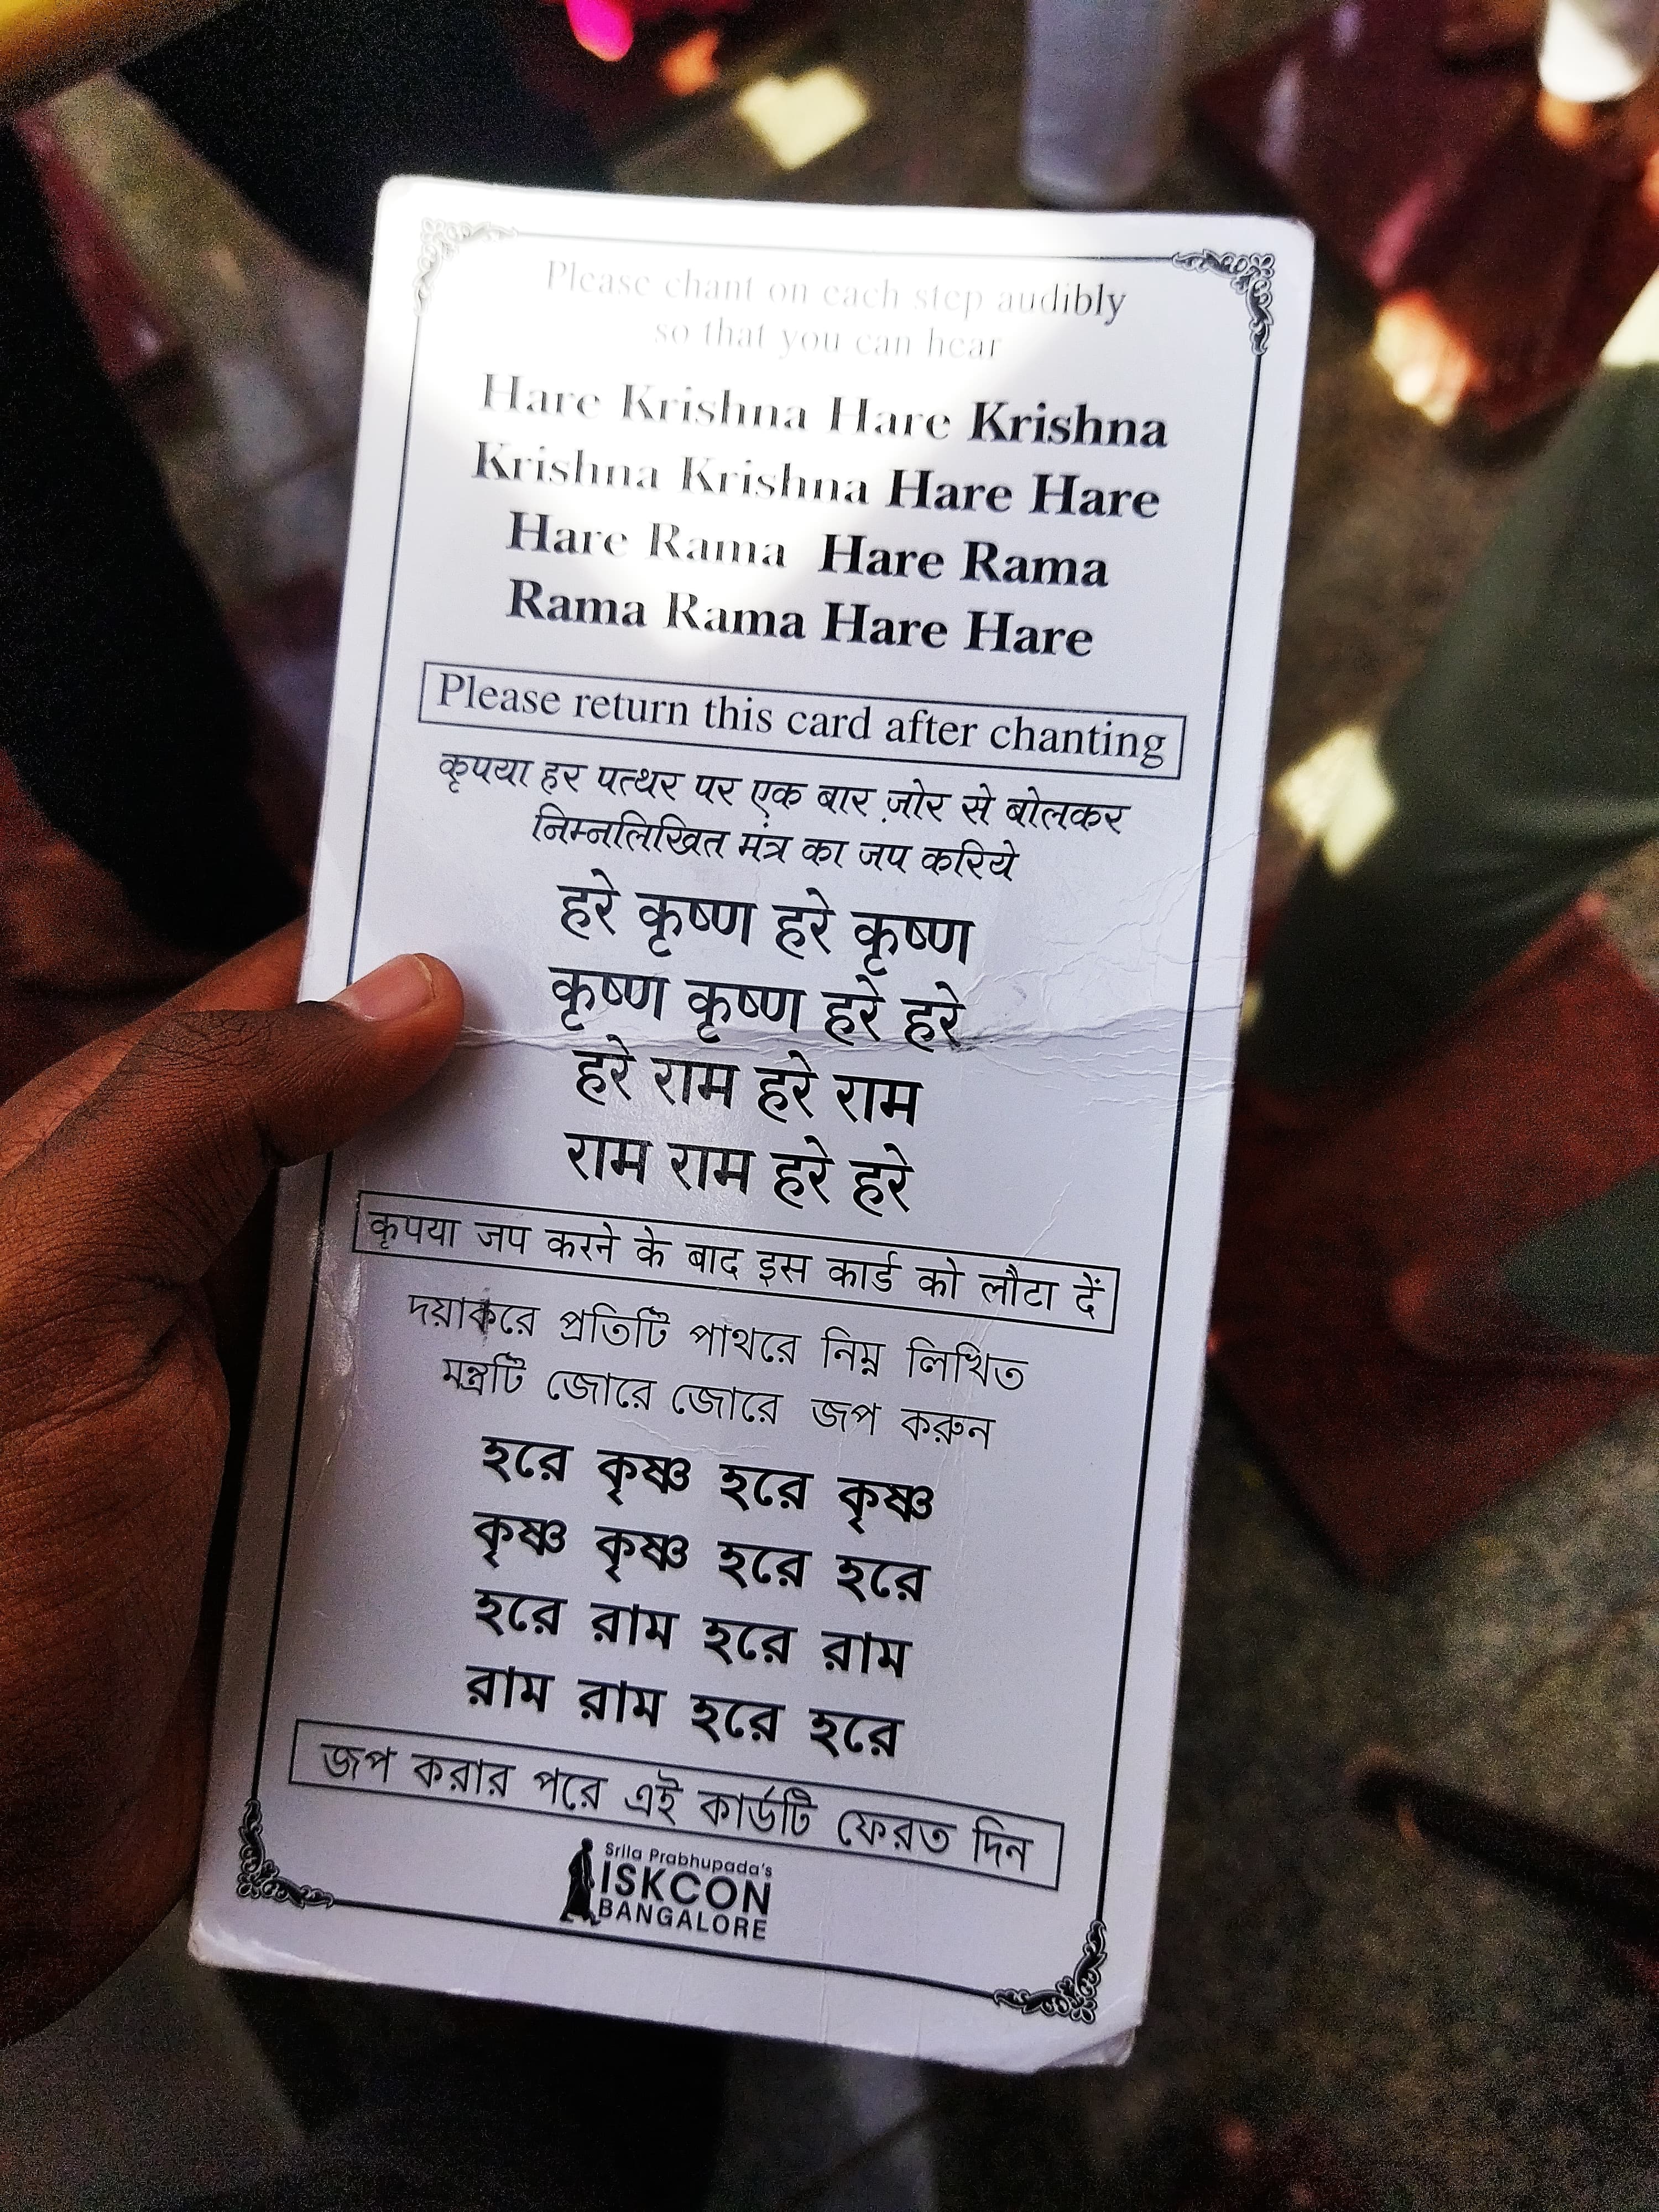 Please chant on each step audibly
so that you can hear
Hare Krishna Hare Krishna
Krishna Krishna Hare Hare
Hare Rama Hare Rama
Rama Rama Hare Hare
Please return this card after chanting
कृपया हर पत्थर पर एक बार ज़ोर से बोलकर
निम्नलिखित मंत्र का जप करिये
हरे कृष्ण हरे कृष्ण
कृष्ण कृष्ण हरे हरे
हरे राम हरे राम
राम राम हरे हरे
कृपया जप करने के बाद इस कार्ड को लौटा दें
দয়াকরে প্রতিটি পাথরে নিম্ন লিখিত
মন্ত্রটি জোরে জোরে জপ করুন
হরে কৃষ্ণ হরে কৃষ্ণ
কৃষ্ণ কৃষ্ণ হরে হরে
হরে রাম হরে রাম
রাম রাম হরে হরে
জপ করার পরে এই কার্ডটি ফেরত দিন
Srila Prabhupada's
ISKCON
BANGALORE